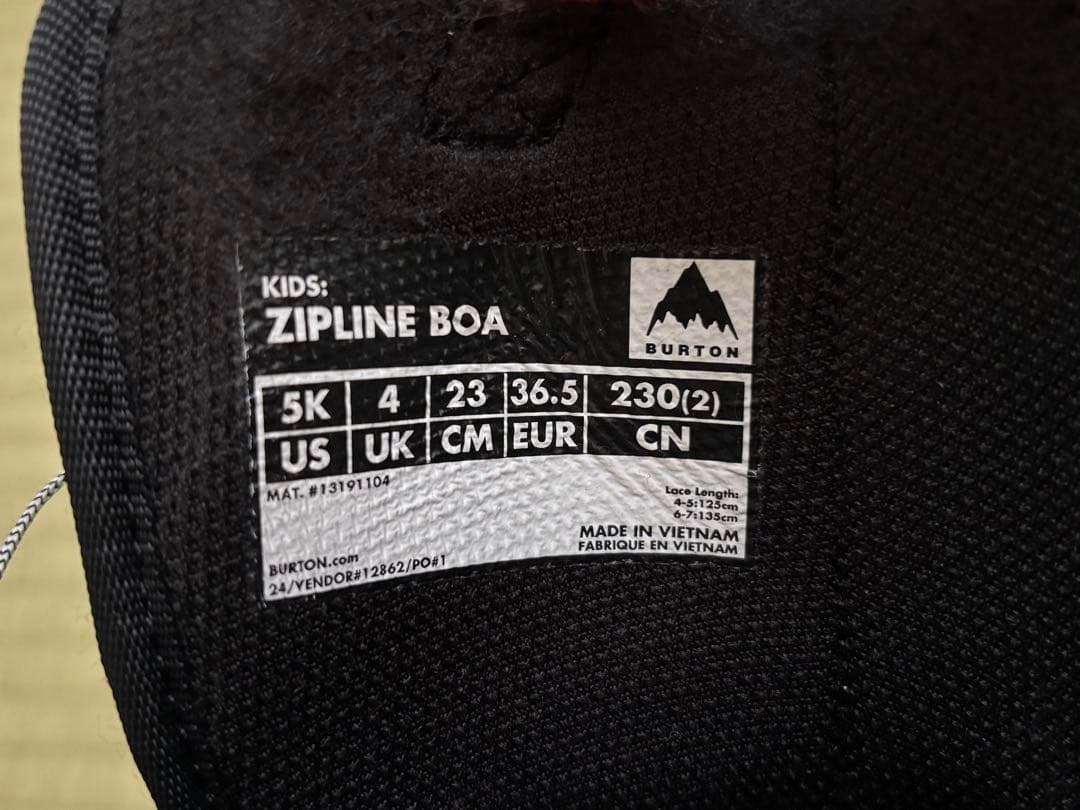 KIDS:
ZIPLINE BOA
BURTON
5K 4 23 36.5 230(2)
US UK CM EUR CN
MAT. #13191104
Lace Length:
4-5:125cm
6-7:135cm
MADE IN VIETNAM
FABRIQUE EN VIETNAM
BURTON.com
24/VENDOR#12862/PO#1